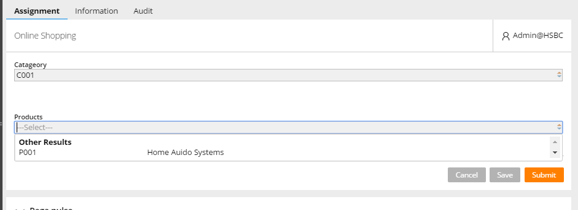 Assignment Information Audit
Online Shopping
Admin@HSBC
Catageory
C001
Products
---Select---
Other Results
P001 Home Auido Systems
Cancel Save Submit